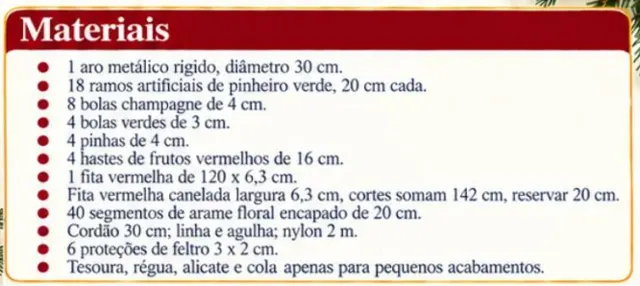 Materiais
1 aro metálico rígido, diâmetro 30 cm.
18 ramos artificiais de pinheiro verde, 20 cm cada.
8 bolas champagne de 4 cm.
4 bolas verdes de 3 cm.
4 pinhas de 4 cm.
4 hastes de frutos vermelhos de 16 cm.
1 fita vermelha de 120 x 6,3 cm.
Fita vermelha canelada largura 6,3 cm, cortes somam 142 cm, reservar 20 cm.
40 segmentos de arame floral encapado de 20 cm.
Cordão 30 cm; linha e agulha; nylon 2 m.
6 proteções de feltro 3 x 2 cm.
Tesoura, régua, alicate e cola apenas para pequenos acabamentos.